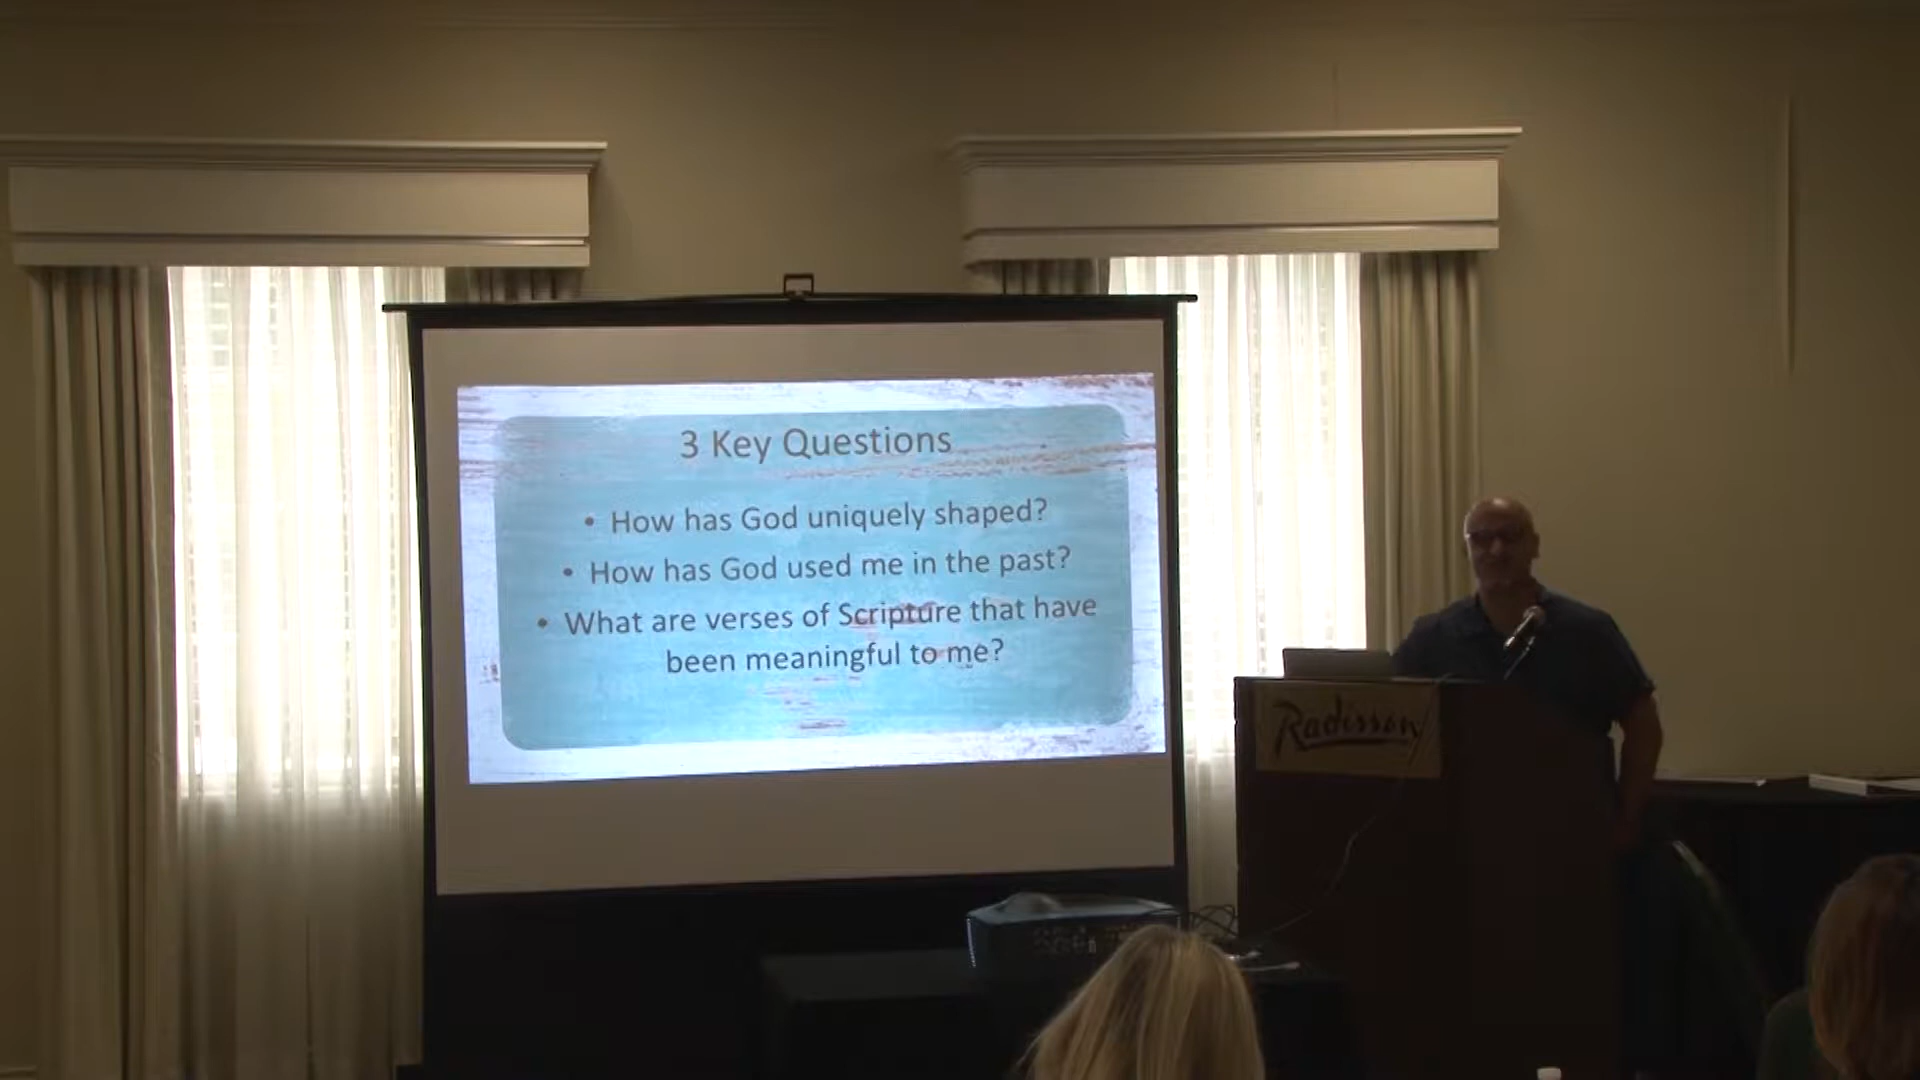 3 Key Questions
• How has God uniquely shaped?
• How has God used me in the past?
• What are verses of Scripture that have
been meaningful to me?
Radisson